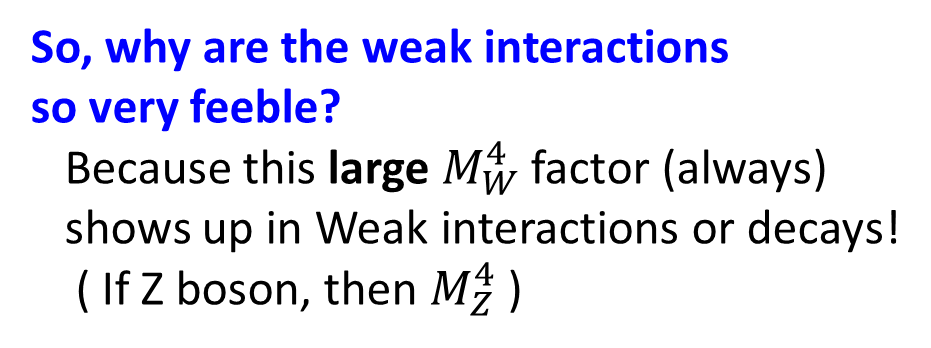 So, why are the weak interactions
so very feeble?
Because this large $M_W^4$ factor (always)
shows up in Weak interactions or decays!
( If Z boson, then $M_Z^4$ )